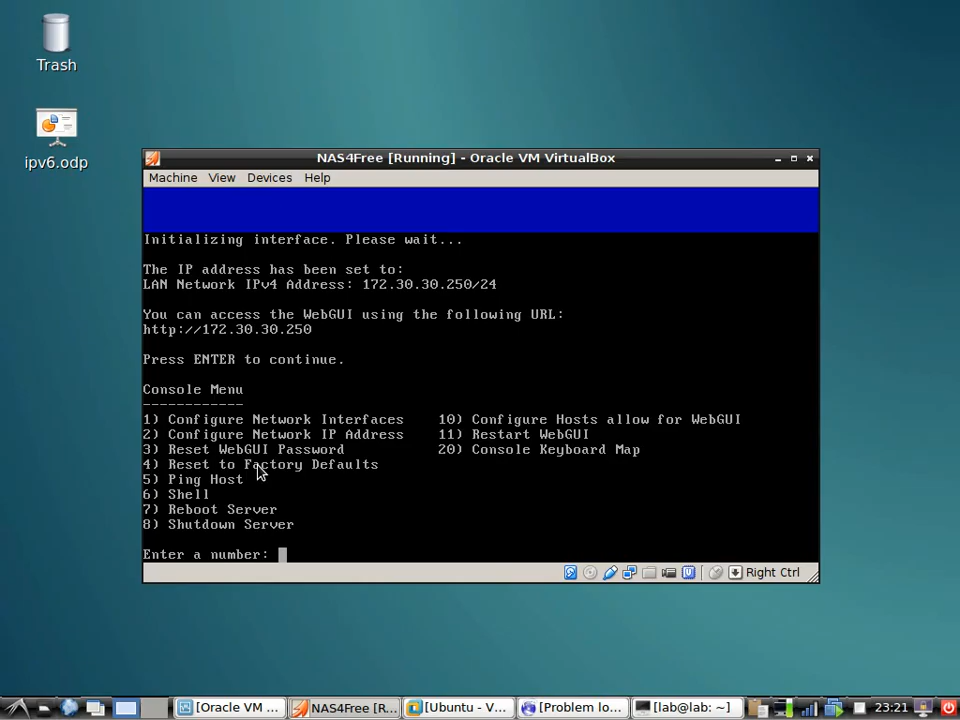 Trash
ipv6.odp
NAS4Free [Running] - Oracle VM VirtualBox
Machine View Devices Help
Initializing interface. Please wait...
The IP address has been set to:
LAN Network IPv4 Address: 172.30.30.250/24
You can access the WebGUI using the following URL:
http://172.30.30.250
Press ENTER to continue.
Console Menu
------------
1) Configure Network Interfaces 10) Configure Hosts allow for WebGUI
2) Configure Network IP Address 11) Restart WebGUI
3) Reset WebGUI Password 20) Console Keyboard Map
4) Reset to Factory Defaults
5) Ping Host
6) Shell
7) Reboot Server
8) Shutdown Server
Enter a number:
Right Ctrl
[Oracle VM ... NAS4Free [R... [Ubuntu - V... [Problem lo... [lab@lab: ~] 23:21